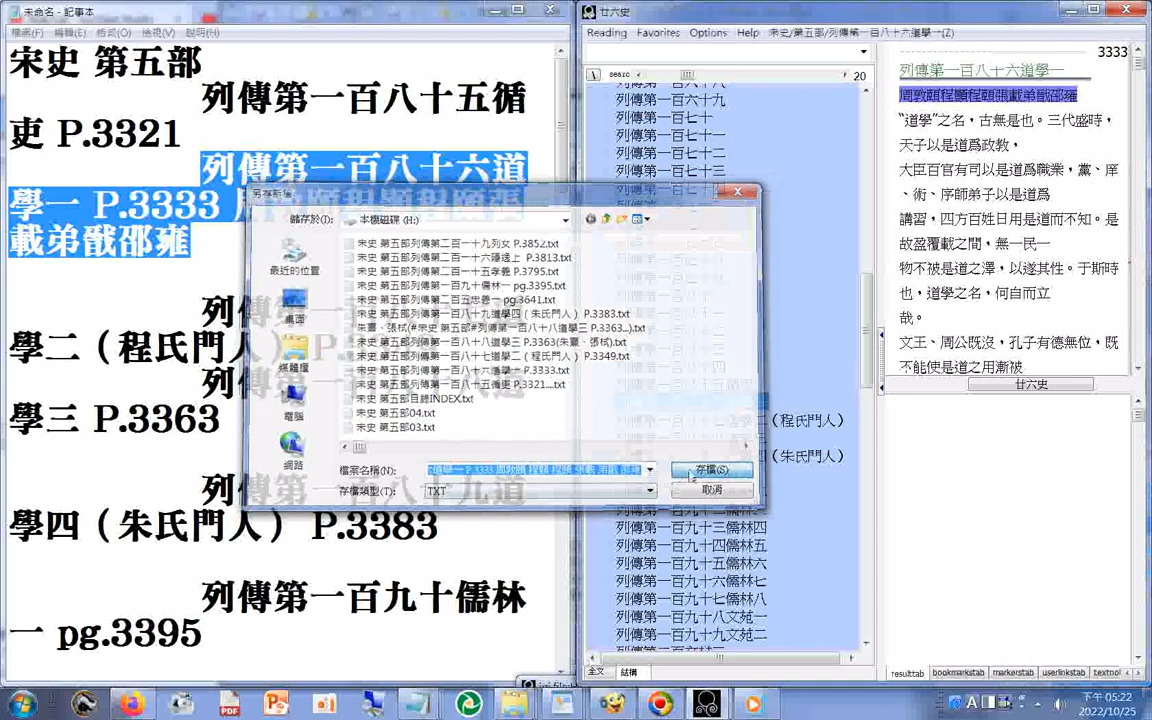 未命名 - 記事本
檔案(F) 編輯(E) 格式(O) 檢視(V) 說明(H)
宋史 第五部
列傳第一百八十五循
吏 P.3321
列傳第一百八十六道
學一 P.3333
載弟戩邵雍
學二（程氏門人
學三 P.3363
學四（朱氏門人） P.3383
列傳第一百九十儒林
一 pg.3395
另存新檔
儲存於(I):
本機磁碟 (H:)
最近的位置
桌面
媒體櫃
電腦
網路
宋史 第五部列傳第二百一十六隱逸上 P.3813.txt
宋史 第五部列傳第二百一十五孝義 P.3795.txt
宋史 第五部列傳第一百九十儒林一 pg.3395.txt
宋史 第五部列傳第二百五忠義一pg.3641.txt
宋史 第五部列傳第一百八十九道學四（朱氏門人） P.3383.txt
朱熹、張栻(#宋史 第五部#列傳第一百八十八道學三 P.3363...).txt
宋史 第五部列傳第一百八十八道學三 P.3363(朱熹、張栻).txt
宋史 第五部列傳第一百八十七道學二（程氏門人） P.3349.txt
宋史 第五部列傳第一百八十六道學一 P.3333.txt
宋史 第五部列傳第一百八十五循吏 P.3321...txt
宋史 第五部目錄INDEX.txt
宋史 第五部04.txt
宋史 第五部03.txt
檔案名稱(N):
存檔(S)
存檔類型(T):
TXT
取消
廿六史
Reading Favorites Options Help 宋史/第五部/列傳第一百八十六道學一(Z)
searc
20
列傳第一百六十九
列傳第一百七十
列傳第一百七十一
列傳第一百七十二
列傳第一百七十三
（程氏門人）
（朱氏門人）
列傳第一百九十三儒林四
列傳第一百九十四儒林五
列傳第一百九十五儒林六
列傳第一百九十六儒林七
列傳第一百九十七儒林八
列傳第一百九十八文苑一
列傳第一百九十九文苑二
全文 結構
3333
列傳第一百八十六道學一
周敦頤程顥程頤張載弟戩邵雍
“道學”之名，古無是也。三代盛時，
天子以是道爲政教，
大臣百官有司以是道爲職業，黨、庠
、術、序師弟子以是道爲
講習，四方百姓日用是道而不知。是
故盈覆載之間，無一民一
物不被是道之澤，以遂其性。于斯時
也，道學之名，何自而立
哉。
文王、周公既沒，孔子有德無位，既
不能使是道之用漸被
廿六史
resulttab bookmarkstab markerstab userlinkstab textnol
下午 05:22
2022/10/25